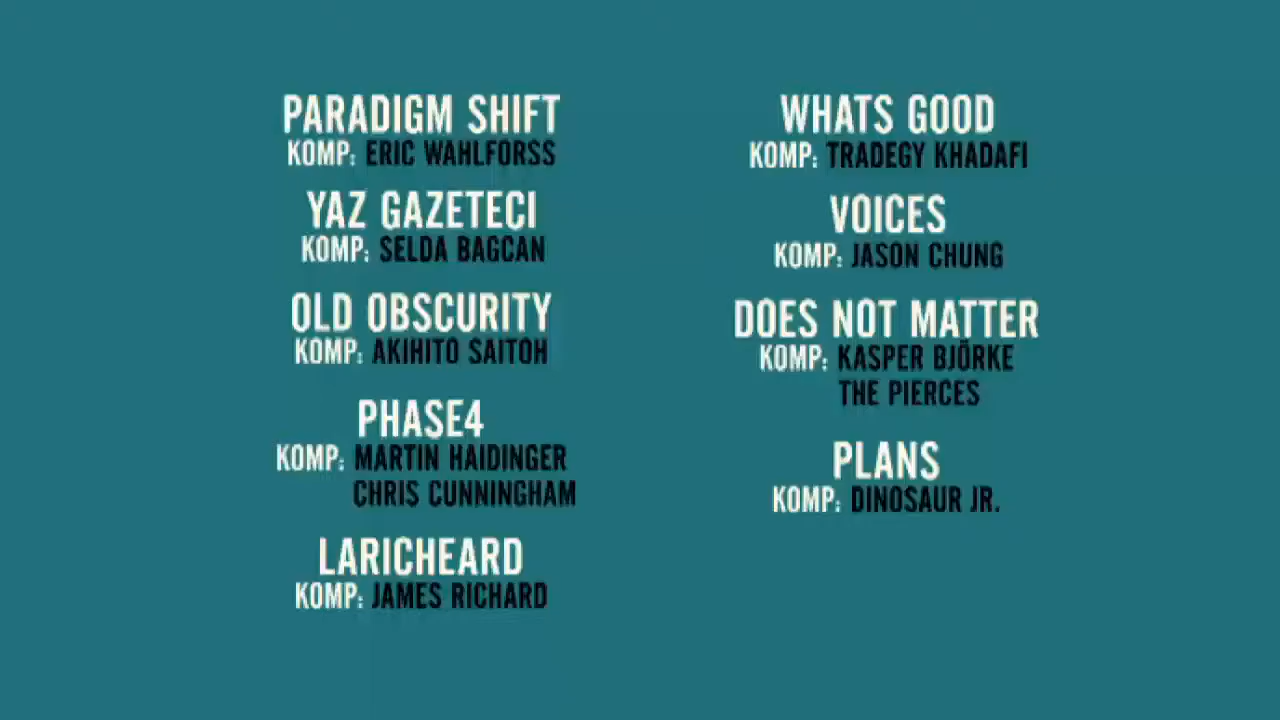 PARADIGM SHIFT
KOMP: ERIC WAHLFORSS
YAZ GAZETECI
KOMP: SELDA BAGCAN
OLD OBSCURITY
KOMP: AKIHITO SAITOH
PHASE4
KOMP: MARTIN HAIDINGER
CHRIS CUNNINGHAM
LARICHEARD
KOMP: JAMES RICHARD
WHATS GOOD
KOMP: TRADEGY KHADAFI
VOICES
KOMP: JASON CHUNG
DOES NOT MATTER
KOMP: KASPER BJÖRKE
THE PIERCES
PLANS
KOMP: DINOSAUR JR.